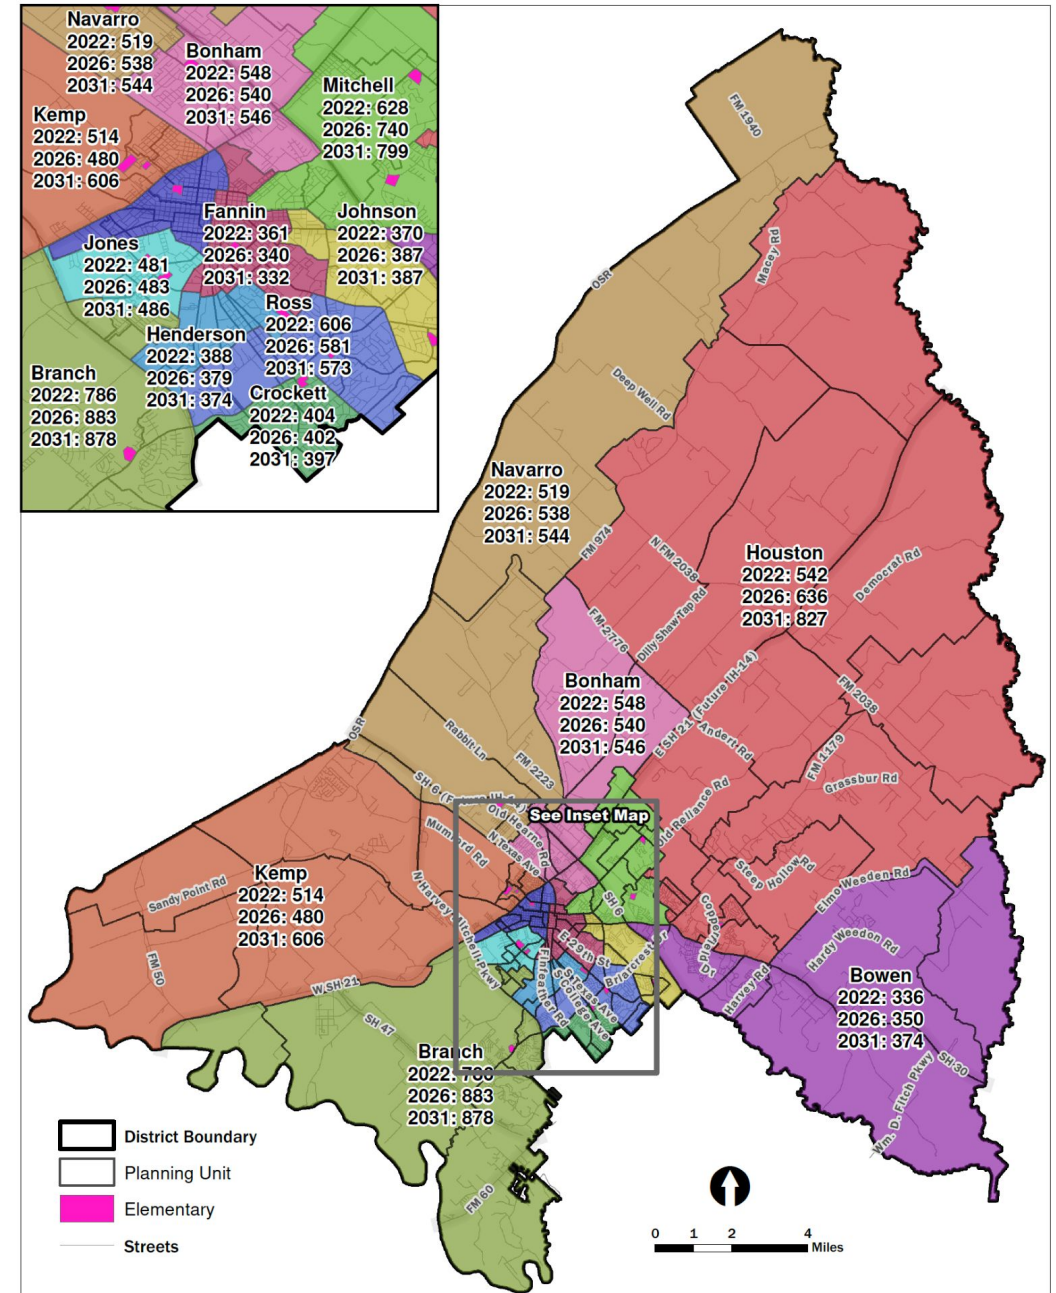 Navarro
2022: 519
2026: 538
2031: 544
Bonham
2022: 548
2026: 540
2031: 546
Mitchell
2022: 628
2026: 740
2031: 799
Kemp
2022: 514
2026: 480
2031: 606
Fannin
2022: 361
2026: 340
2031: 332
Johnson
2022: 370
2026: 387
2031: 387
Jones
2022: 481
2026: 483
2031: 486
Ross
2022: 606
2026: 581
2031: 573
Henderson
2022: 388
2026: 379
2031: 374
Branch
2022: 786
2026: 883
2031: 878
Crockett
2022: 404
2026: 402
2031: 397
FM 1940
Macey Rd
OSR
Deep Well Rd
Navarro
2022: 519
2026: 538
2031: 544
FM 974
N FM 2038
Houston
2022: 542
2026: 636
2031: 827
Democrat Rd
FM 2776
Dilly Shaw Tap Rd
Bonham
2022: 548
2026: 540
2031: 546
E SH 21 (Future IH-14)
FM 2038
OSR
Rabbit Ln
FM 2223
Andert Rd
FM 1179
Grassbur Rd
SH 6
Old Hearne Rd
See Inset Map
Old Reliance Rd
Mumford Rd
N Texas Ave
Steep Hollow Rd
Elmo Weeden Rd
Kemp
2022: 514
2026: 480
2031: 606
Sandy Point Rd
N Harvey Mitchell Pkwy
SH 6
Hardy Weedon Rd
E 29th St
FM 50
W SH 21
Finfeather Rd
S Texas Ave
S College Ave
Harvey Rd
Bowen
2022: 336
2026: 350
2031: 374
SH 47
Branch
2022: 786
2026: 883
2031: 878
SH 30
Wm. D. Fitch Pkwy
FM 60
District Boundary
Planning Unit
Elementary
Streets
0 1 2 4
Miles